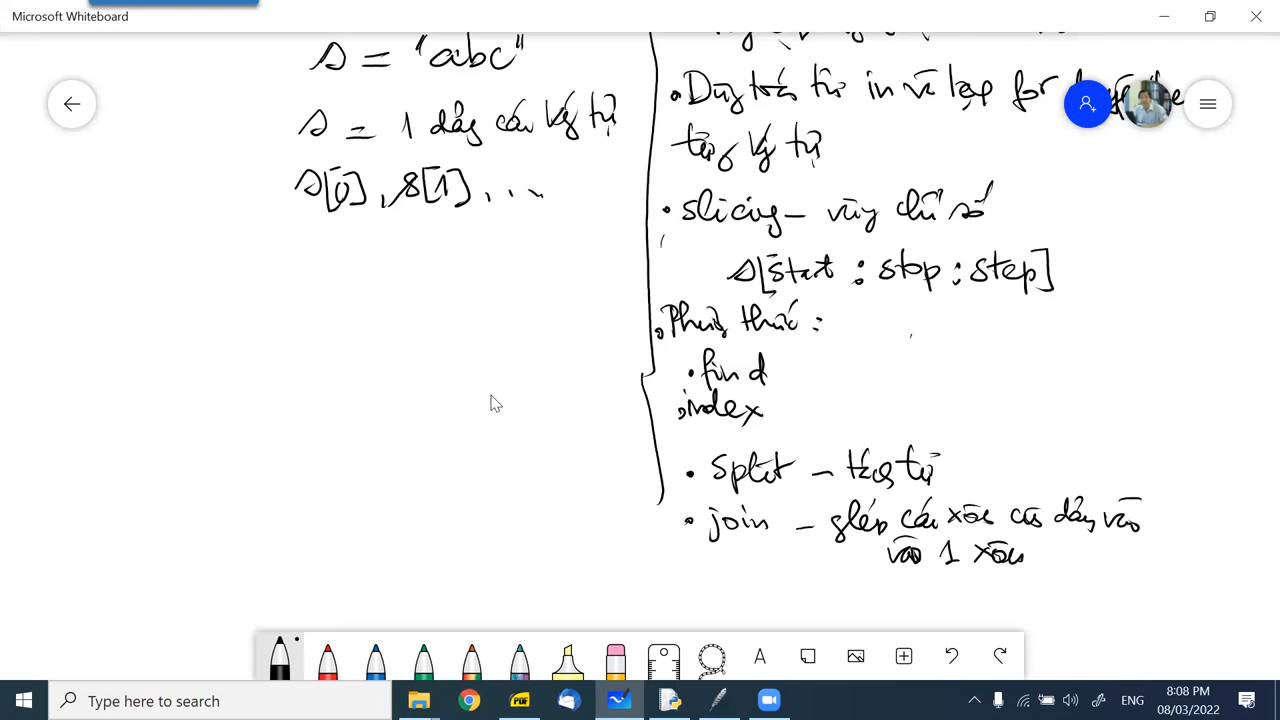 Microsoft Whiteboard
s = "abc"
s = 1 dãy các ký tự
s[0], s[1], ...
• Dùng toán tử in và lặp for
từng ký tự
• slicing – vùng chỉ số
s[start : stop : step]
• Phương thức :
• find
• index
• split – tách từ
• join – ghép các xâu của dãy vào
vào 1 xâu
Type here to search
PDF
ENG
8:08 PM
08/03/2022